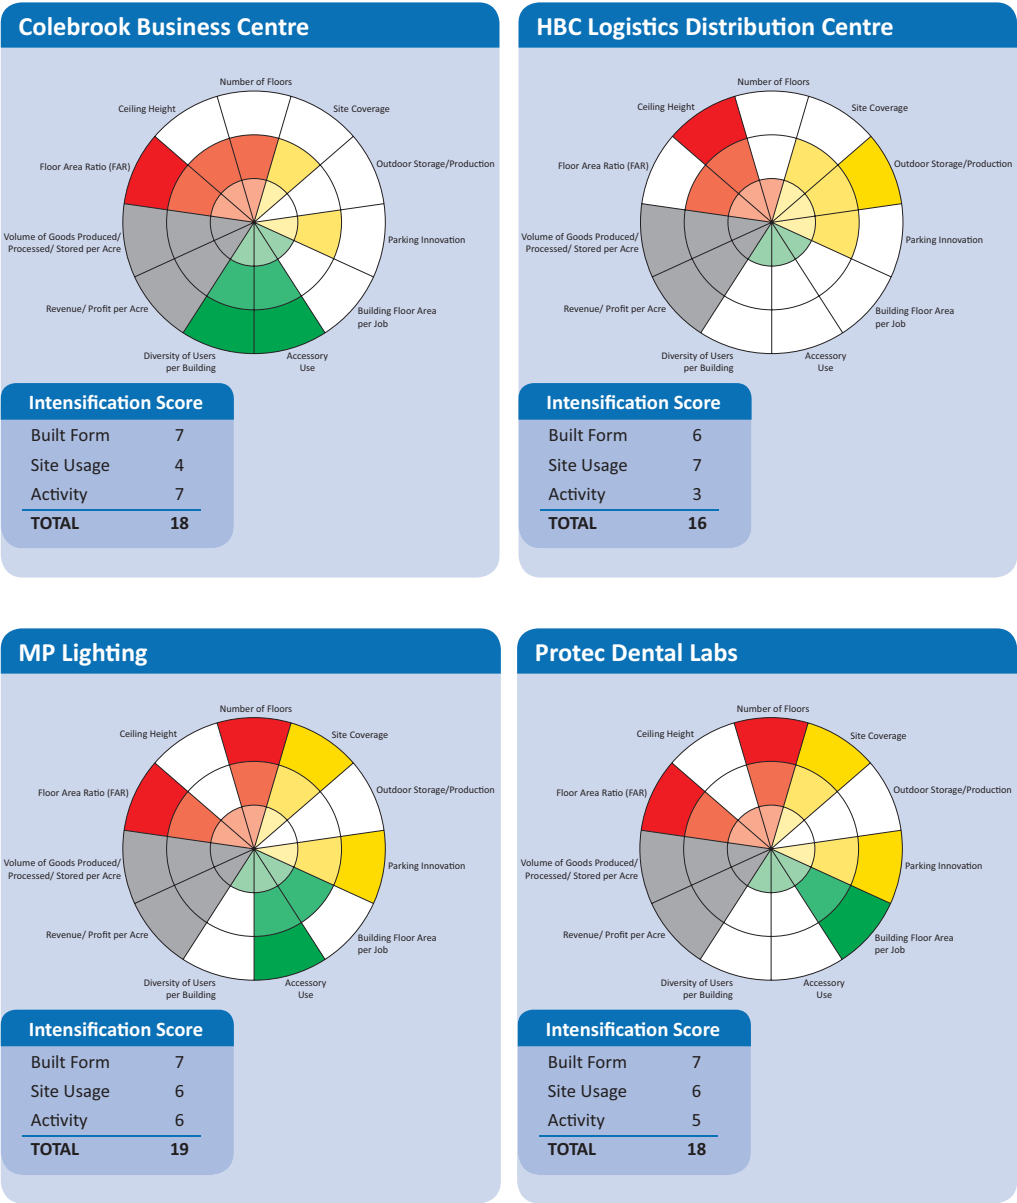 Colebrook Business Centre
Number of Floors
Ceiling Height
Site Coverage
Floor Area Ratio (FAR)
Outdoor Storage/Production
Volume of Goods Produced/
Processed/ Stored per Acre
Parking Innovation
Revenue/ Profit per Acre
Building Floor Area
per Job
Diversity of Users
per Building
Accessory
Use
Intensification Score
Built Form 7
Site Usage 4
Activity 7
TOTAL 18
HBC Logistics Distribution Centre
Number of Floors
Ceiling Height
Site Coverage
Floor Area Ratio (FAR)
Outdoor Storage/Production
Volume of Goods Produced/
Processed/ Stored per Acre
Parking Innovation
Revenue/ Profit per Acre
Building Floor Area
per Job
Diversity of Users
per Building
Accessory
Use
Intensification Score
Built Form 6
Site Usage 7
Activity 3
TOTAL 16
MP Lighting
Number of Floors
Ceiling Height
Site Coverage
Floor Area Ratio (FAR)
Outdoor Storage/Production
Volume of Goods Produced/
Processed/ Stored per Acre
Parking Innovation
Revenue/ Profit per Acre
Building Floor Area
per Job
Diversity of Users
per Building
Accessory
Use
Intensification Score
Built Form 7
Site Usage 6
Activity 6
TOTAL 19
Protec Dental Labs
Number of Floors
Ceiling Height
Site Coverage
Floor Area Ratio (FAR)
Outdoor Storage/Production
Volume of Goods Produced/
Processed/ Stored per Acre
Parking Innovation
Revenue/ Profit per Acre
Building Floor Area
per Job
Diversity of Users
per Building
Accessory
Use
Intensification Score
Built Form 7
Site Usage 6
Activity 5
TOTAL 18